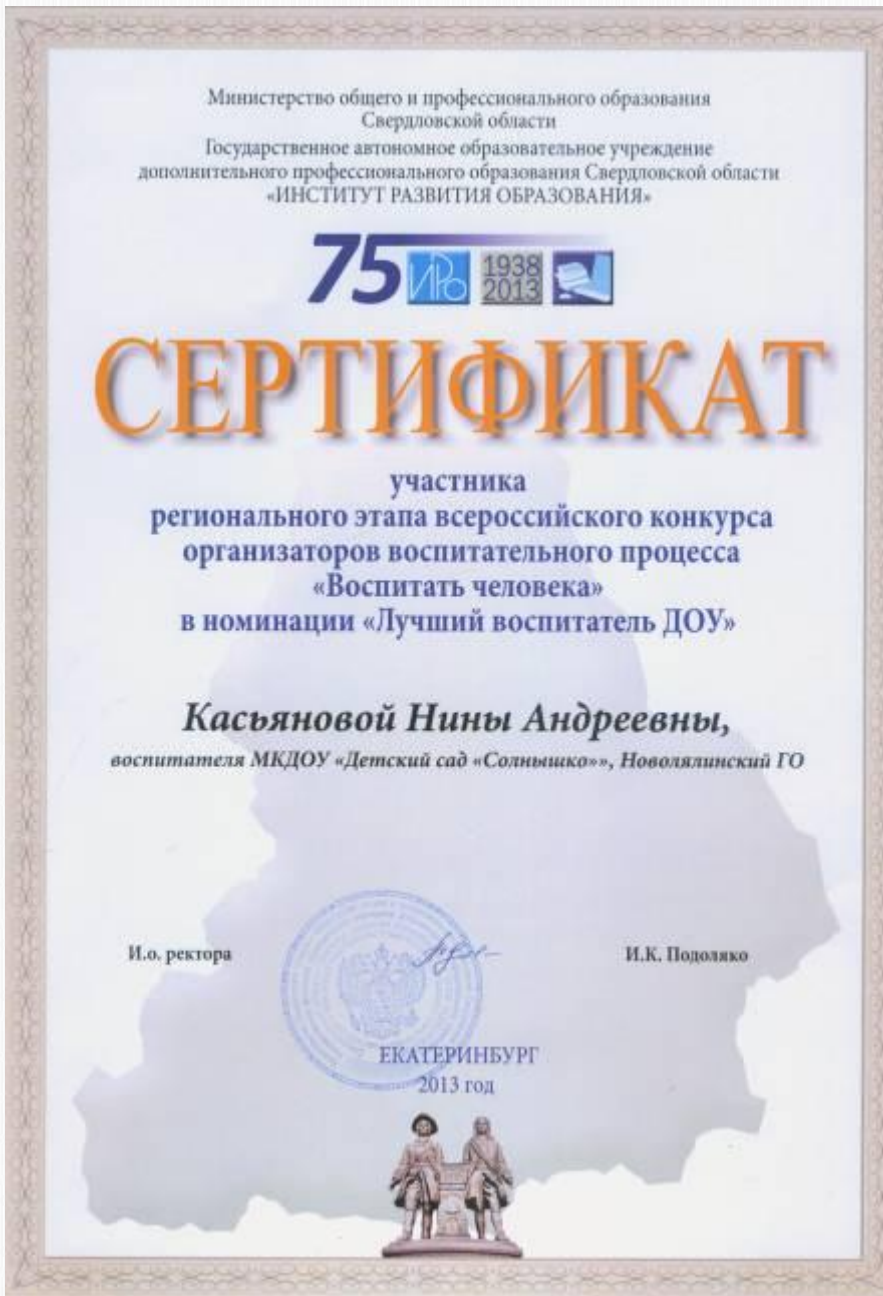 Министерство общего и профессионального образования
Свердловской области
Государственное автономное образовательное учреждение
дополнительного профессионального образования Свердловской области
«ИНСТИТУТ РАЗВИТИЯ ОБРАЗОВАНИЯ»
75 ИРО 1938
2013
СЕРТИФИКАТ
участника
регионального этапа всероссийского конкурса
организаторов воспитательного процесса
«Воспитать человека»
в номинации «Лучший воспитатель ДОУ»
Касьяновой Нины Андреевны,
воспитателя МКДОУ «Детский сад «Солнышко»», Новолялинский ГО
И.о. ректора
И.К. Подоляко
ЕКАТЕРИНБУРГ
2013 год